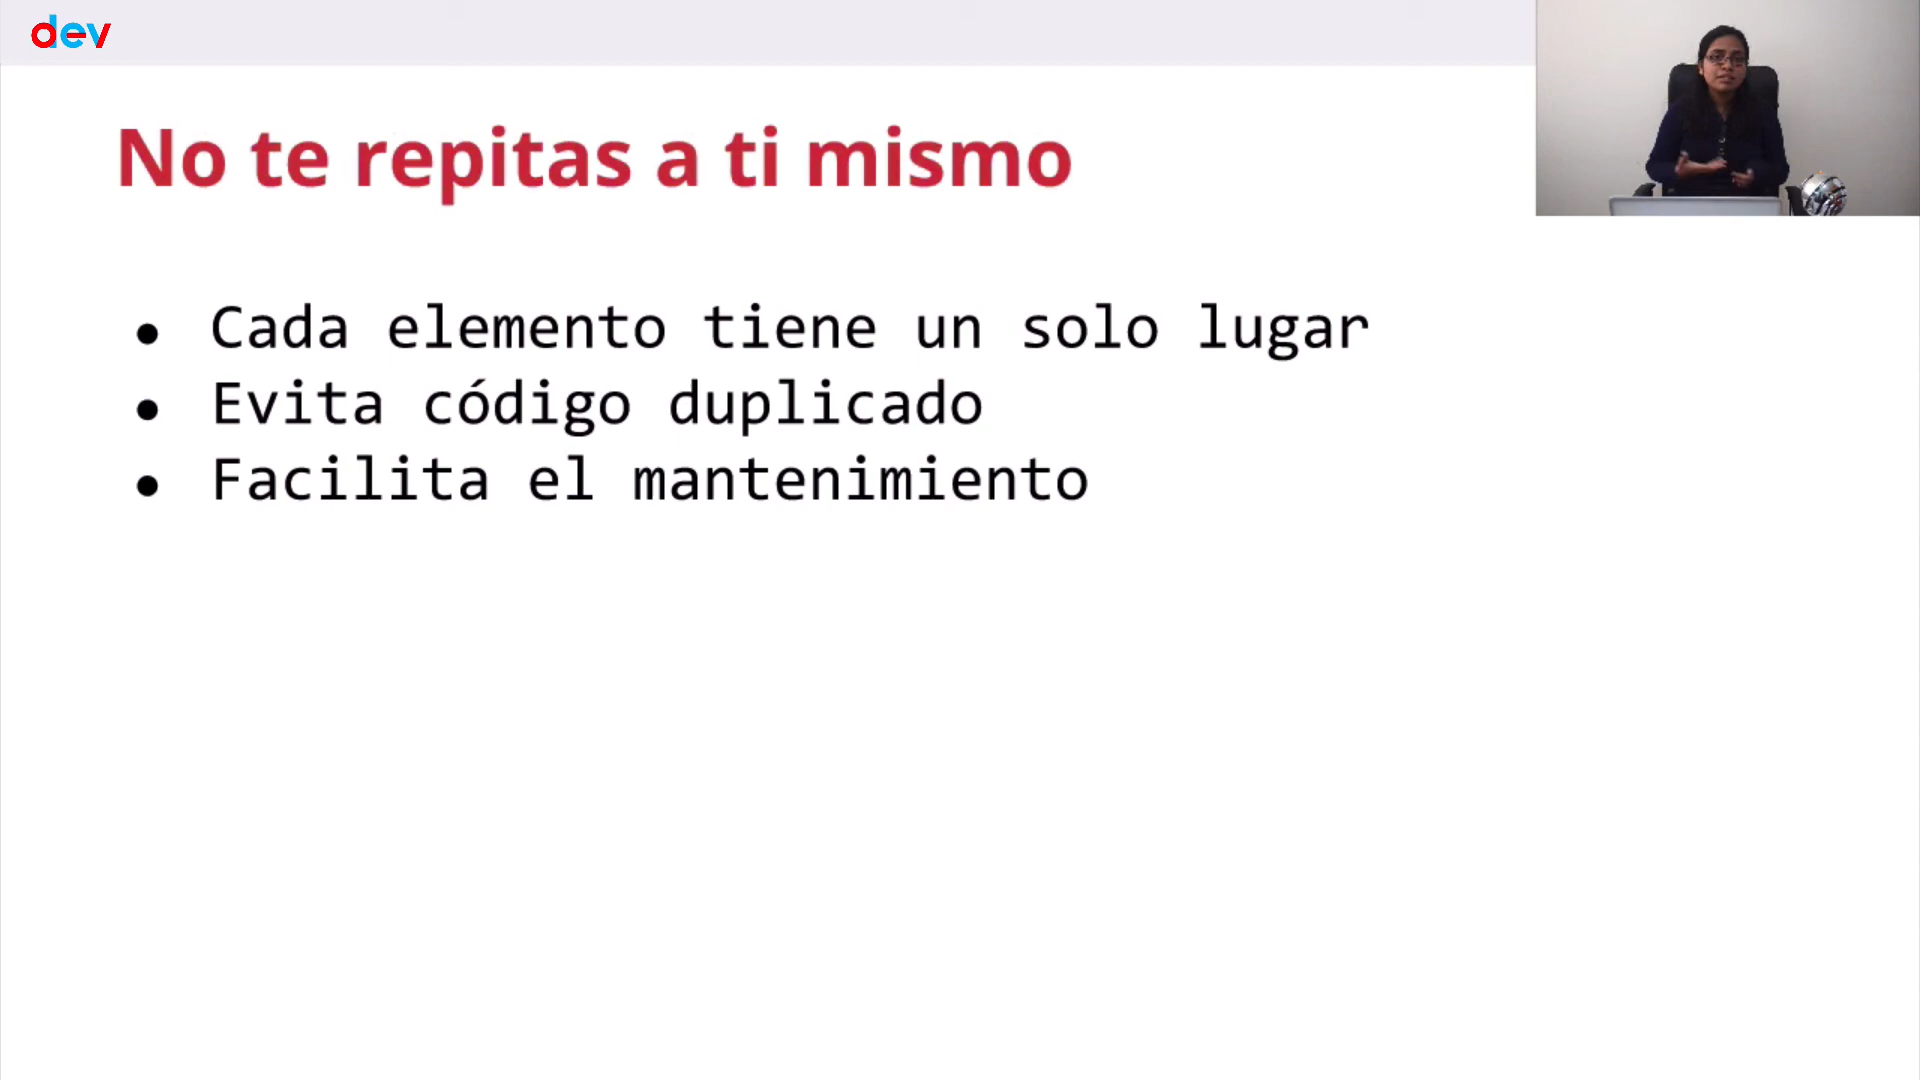 dev
No te repitas a ti mismo
● Cada elemento tiene un solo lugar
● Evita código duplicado
● Facilita el mantenimiento